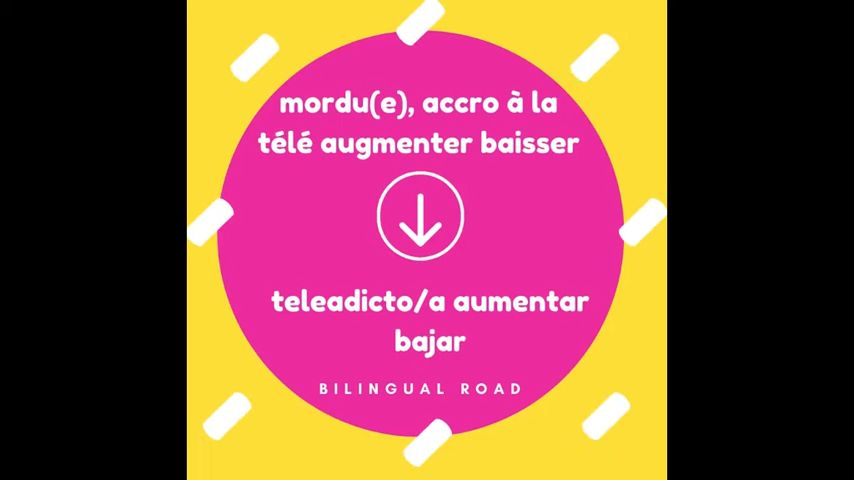 mordu(e), accro à la
télé augmenter baisser
teleadicto/a aumentar
bajar
BILINGUAL ROAD